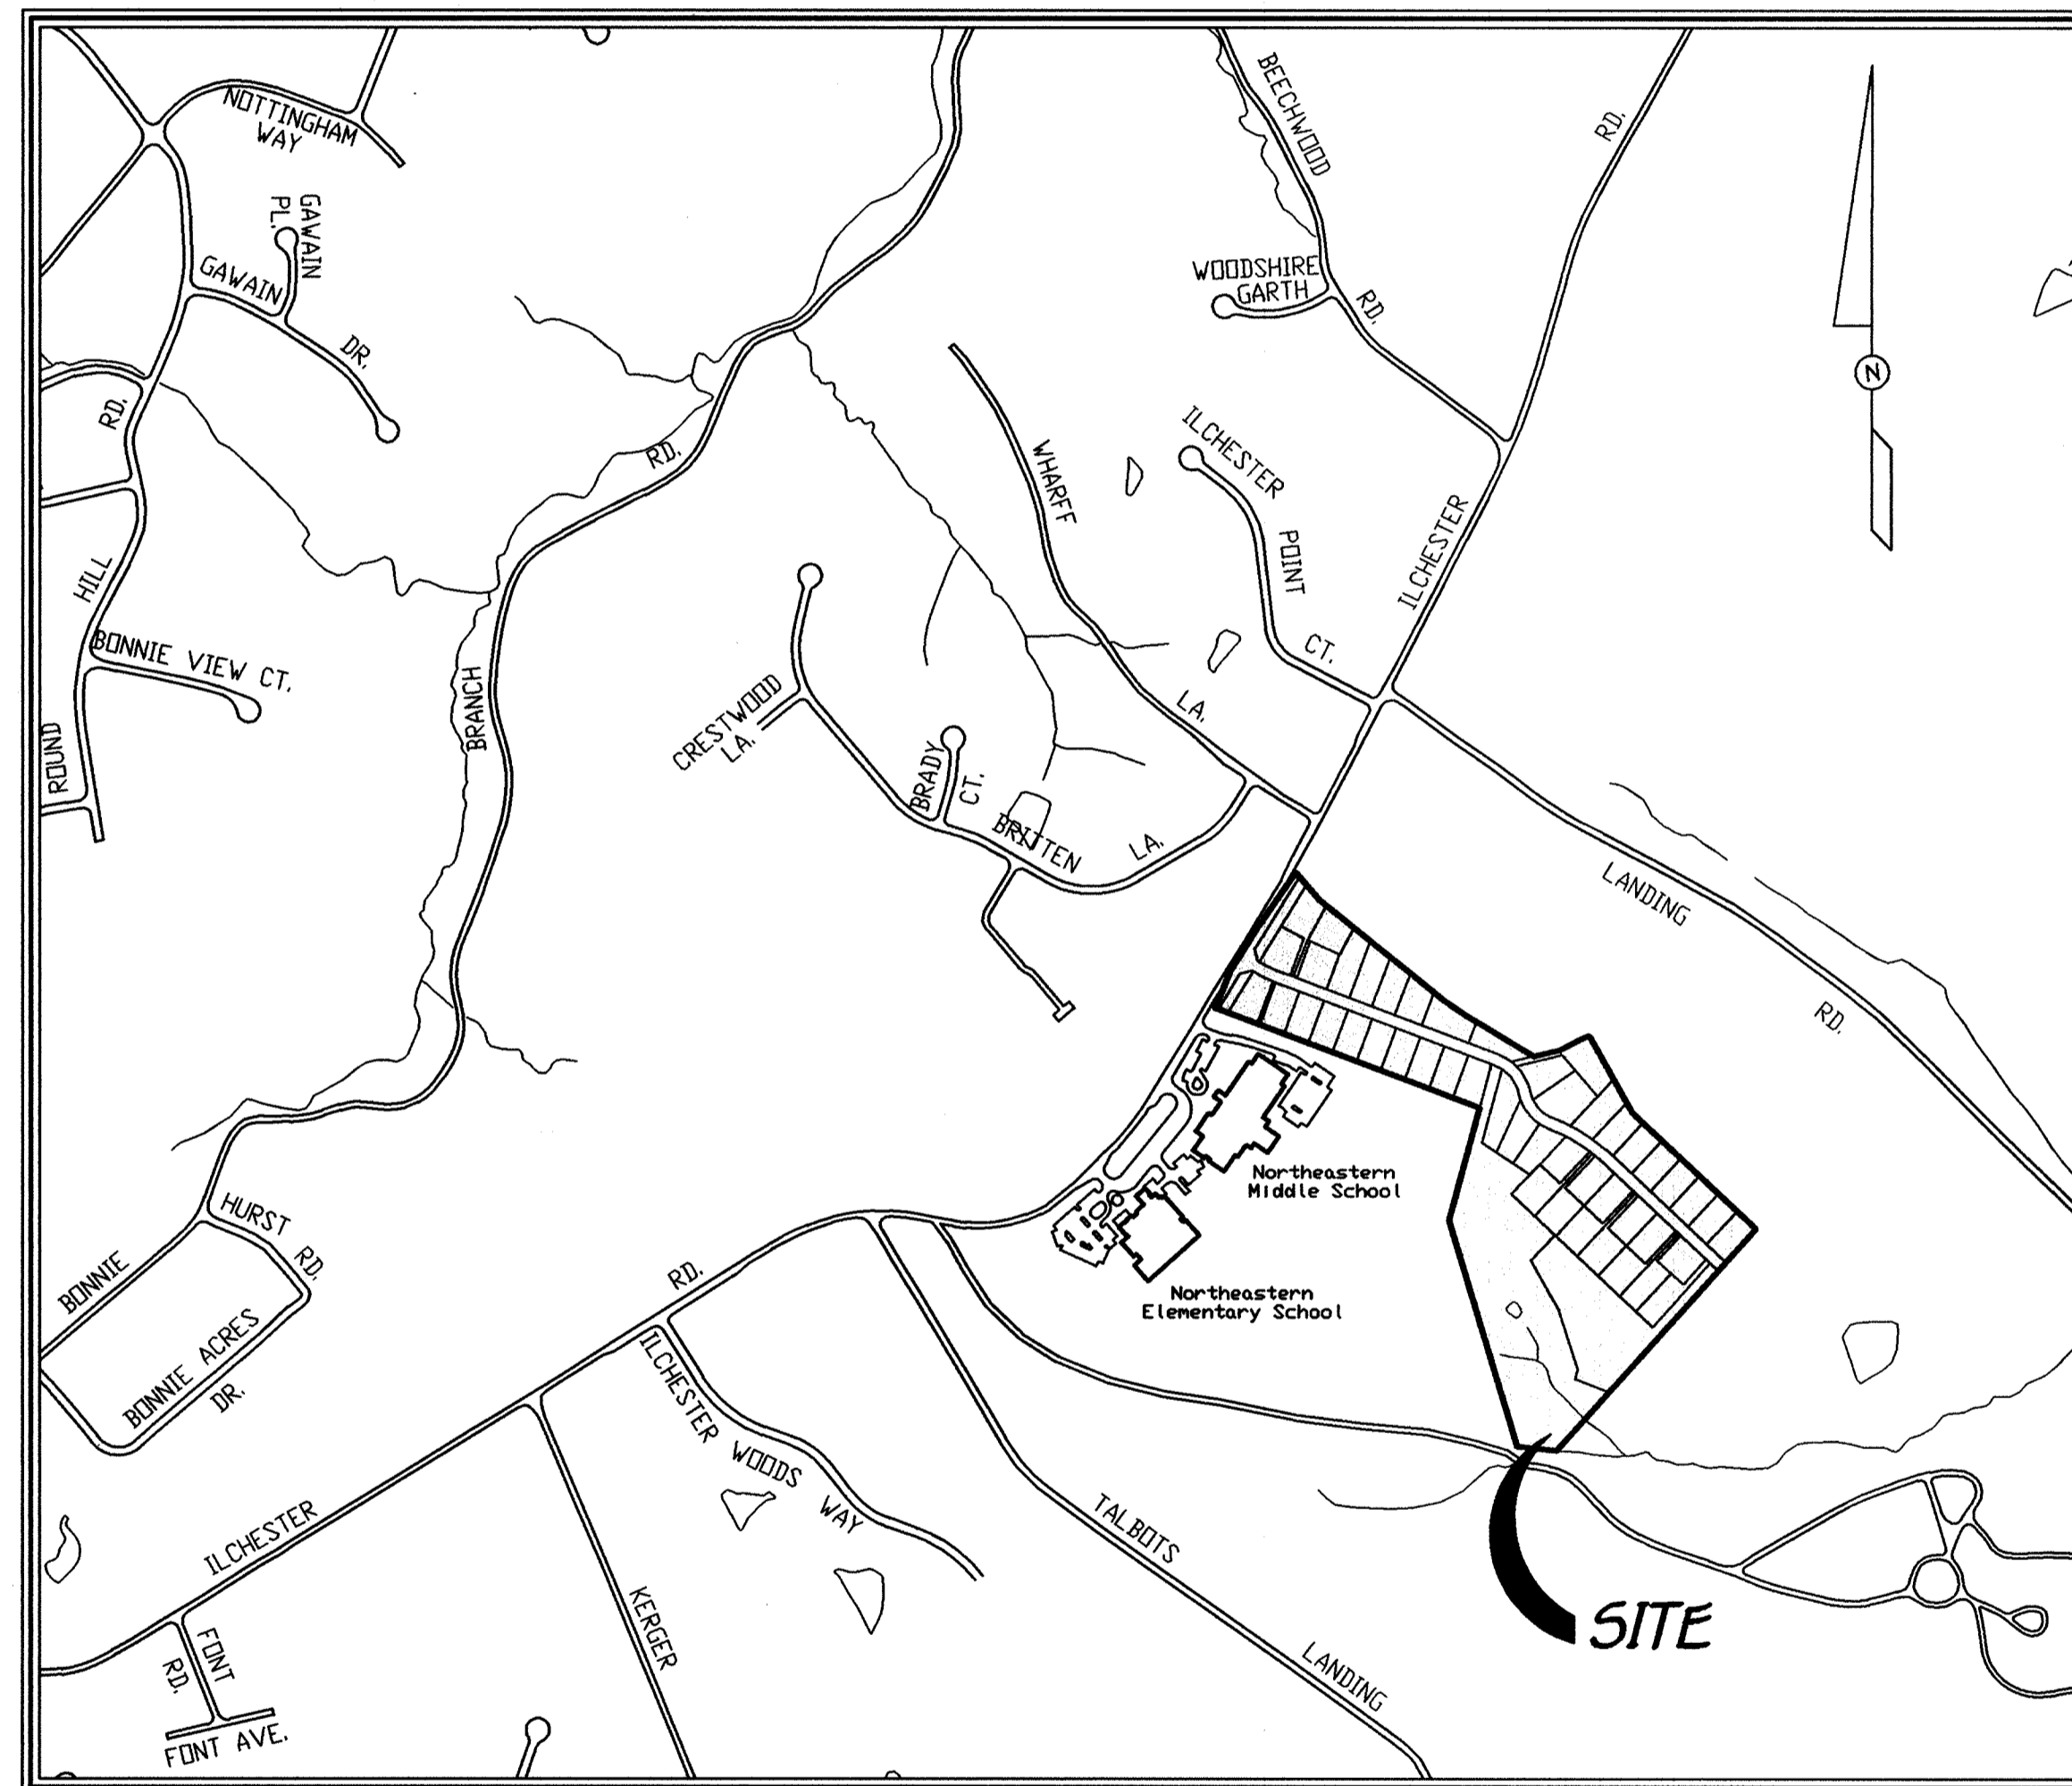 NOTTINGHAM
WAY
GAWAIN
PL.
GAWAIN
DR.
RD.
HILL
ROUND
BONNIE VIEW CT.
RD.
BRANCH
BONNIE
BEECHWOOD
RD.
WOODSHIRE
GARTH
RD.
ILCHESTER
N
WHARFF
LA.
ILCHESTER
POINT
CT.
CRESTWOOD
LA.
BRADY
CT.
BRITTEN
LA.
LANDING
RD.
Northeastern
Middle School
Northeastern
Elementary School
HURST
RD.
BONNIE ACRES
DR.
RD.
ILCHESTER
ILCHESTER WOODS
WAY
KERGER
TALBOTS
LANDING
FONT
RD.
FONT AVE.
SITE